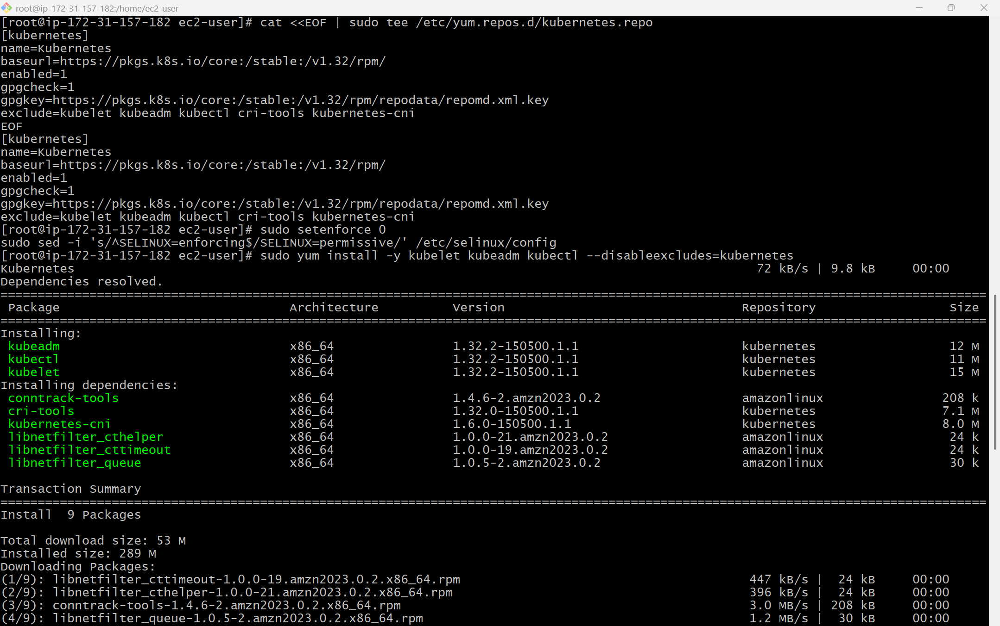 root@ip-172-31-157-182:/home/ec2-user
[root@ip-172-31-157-182 ec2-user]# cat <<EOF | sudo tee /etc/yum.repos.d/kubernetes.repo
[kubernetes]
name=Kubernetes
baseurl=https://pkgs.k8s.io/core:/stable:/v1.32/rpm/
enabled=1
gpgcheck=1
gpgkey=https://pkgs.k8s.io/core:/stable:/v1.32/rpm/repodata/repomd.xml.key
exclude=kubelet kubeadm kubectl cri-tools kubernetes-cni
EOF
[kubernetes]
name=Kubernetes
baseurl=https://pkgs.k8s.io/core:/stable:/v1.32/rpm/
enabled=1
gpgcheck=1
gpgkey=https://pkgs.k8s.io/core:/stable:/v1.32/rpm/repodata/repomd.xml.key
exclude=kubelet kubeadm kubectl cri-tools kubernetes-cni
[root@ip-172-31-157-182 ec2-user]# sudo setenforce 0
sudo sed -i 's/^SELINUX=enforcing$/SELINUX=permissive/' /etc/selinux/config
[root@ip-172-31-157-182 ec2-user]# sudo yum install -y kubelet kubeadm kubectl --disableexcludes=kubernetes
Kubernetes 72 kB/s | 9.8 kB 00:00
Dependencies resolved.
Package Architecture Version Repository Size
Installing:
kubeadm x86_64 1.32.2-150500.1.1 kubernetes 12 M
kubectl x86_64 1.32.2-150500.1.1 kubernetes 11 M
kubelet x86_64 1.32.2-150500.1.1 kubernetes 15 M
Installing dependencies:
conntrack-tools x86_64 1.4.6-2.amzn2023.0.2 amazonlinux 208 k
cri-tools x86_64 1.32.0-150500.1.1 kubernetes 7.1 M
kubernetes-cni x86_64 1.6.0-150500.1.1 kubernetes 8.0 M
libnetfilter_cthelper x86_64 1.0.0-21.amzn2023.0.2 amazonlinux 24 k
libnetfilter_cttimeout x86_64 1.0.0-19.amzn2023.0.2 amazonlinux 24 k
libnetfilter_queue x86_64 1.0.5-2.amzn2023.0.2 amazonlinux 30 k
Transaction Summary
Install 9 Packages
Total download size: 53 M
Installed size: 289 M
Downloading Packages:
(1/9): libnetfilter_cttimeout-1.0.0-19.amzn2023.0.2.x86_64.rpm 447 kB/s | 24 kB 00:00
(2/9): libnetfilter_cthelper-1.0.0-21.amzn2023.0.2.x86_64.rpm 396 kB/s | 24 kB 00:00
(3/9): conntrack-tools-1.4.6-2.amzn2023.0.2.x86_64.rpm 3.0 MB/s | 208 kB 00:00
(4/9): libnetfilter_queue-1.0.5-2.amzn2023.0.2.x86_64.rpm 1.2 MB/s | 30 kB 00:00